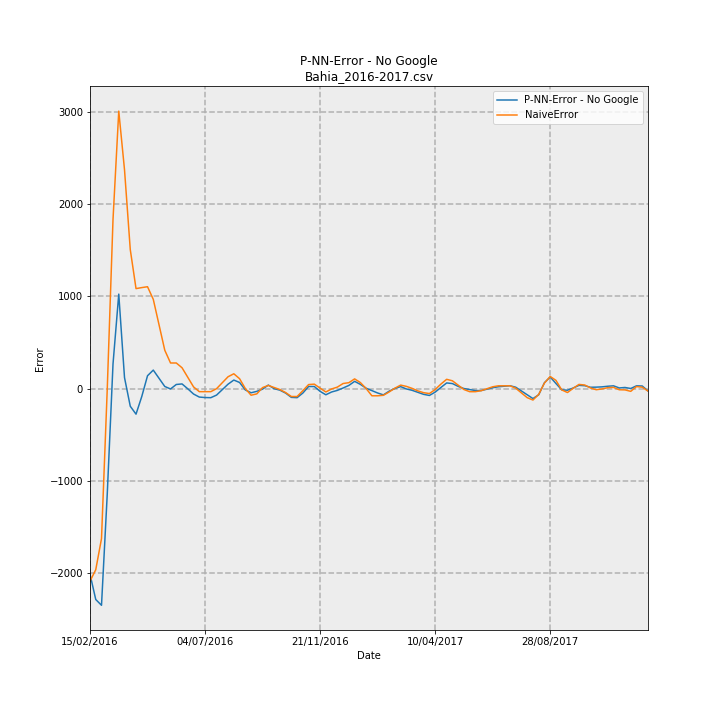 P-NN-Error - No Google
Bahia_2016-2017.csv
P-NN-Error - No Google
NaiveError
3000
2000
1000
0
−1000
−2000
Error
15/02/2016
04/07/2016
21/11/2016
10/04/2017
28/08/2017
Date